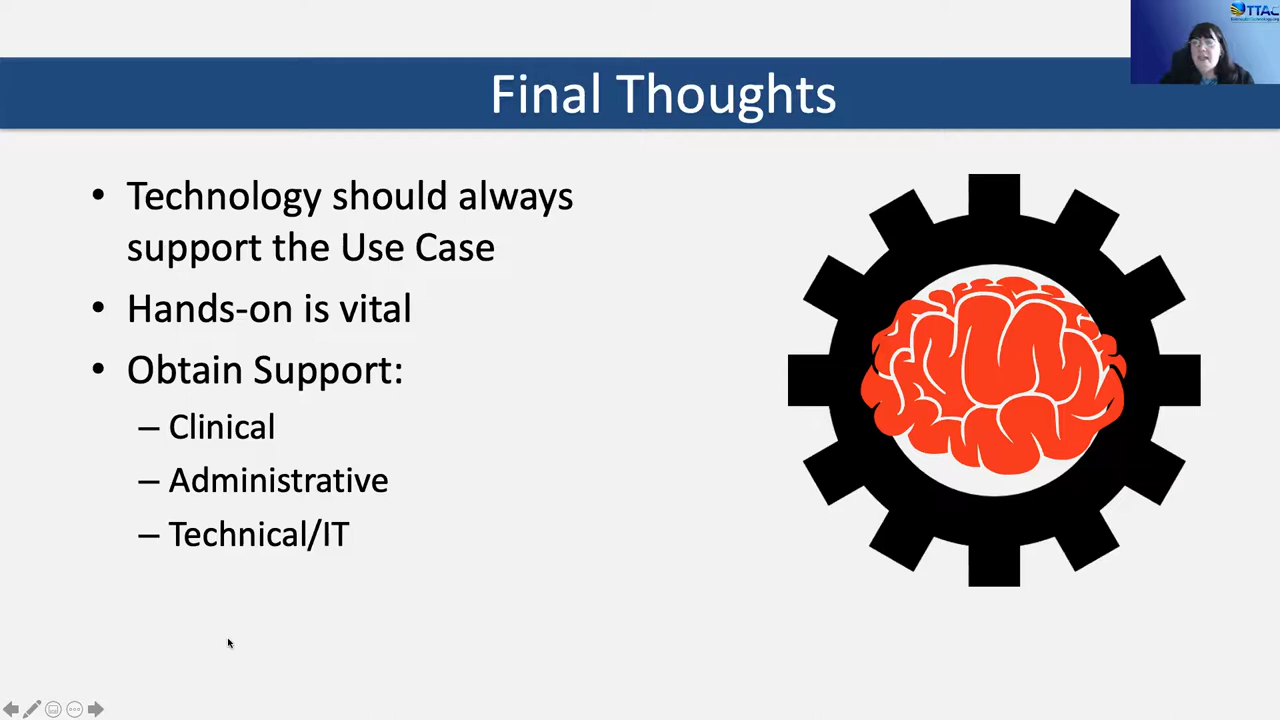 TTAC
Final Thoughts
• Technology should always
support the Use Case
• Hands-on is vital
• Obtain Support:
– Clinical
– Administrative
– Technical/IT